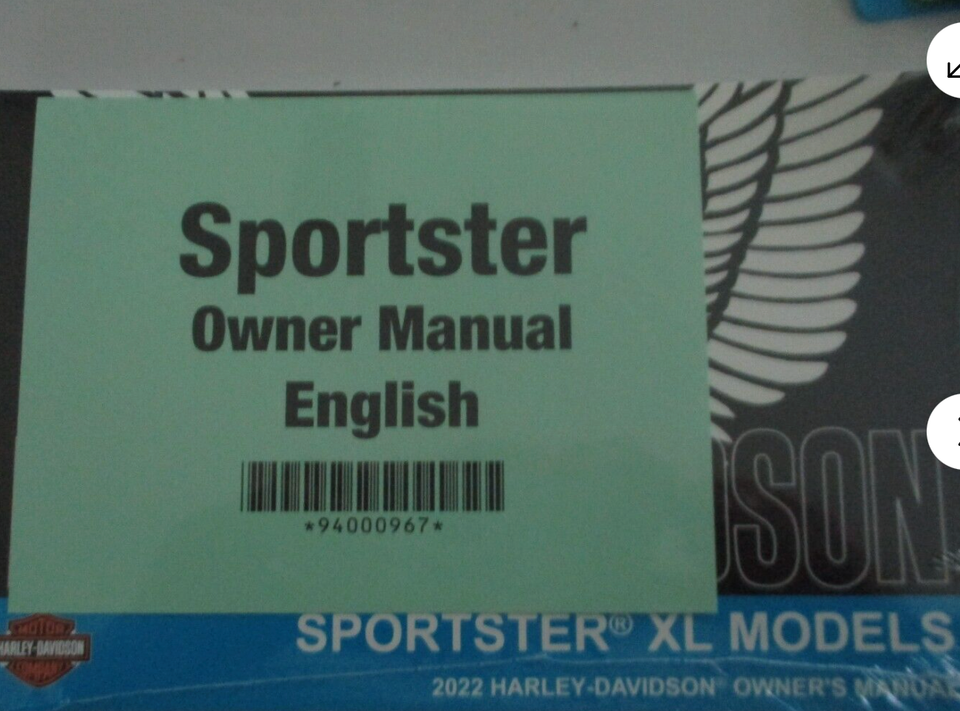 Sportster
Owner Manual
English
*94000967*
DSON
SPORTSTER® XL MODELS
MOTOR
HARLEY-DAVIDSON
COMPANY
2022 HARLEY-DAVIDSON® OWNER'S MANUAL